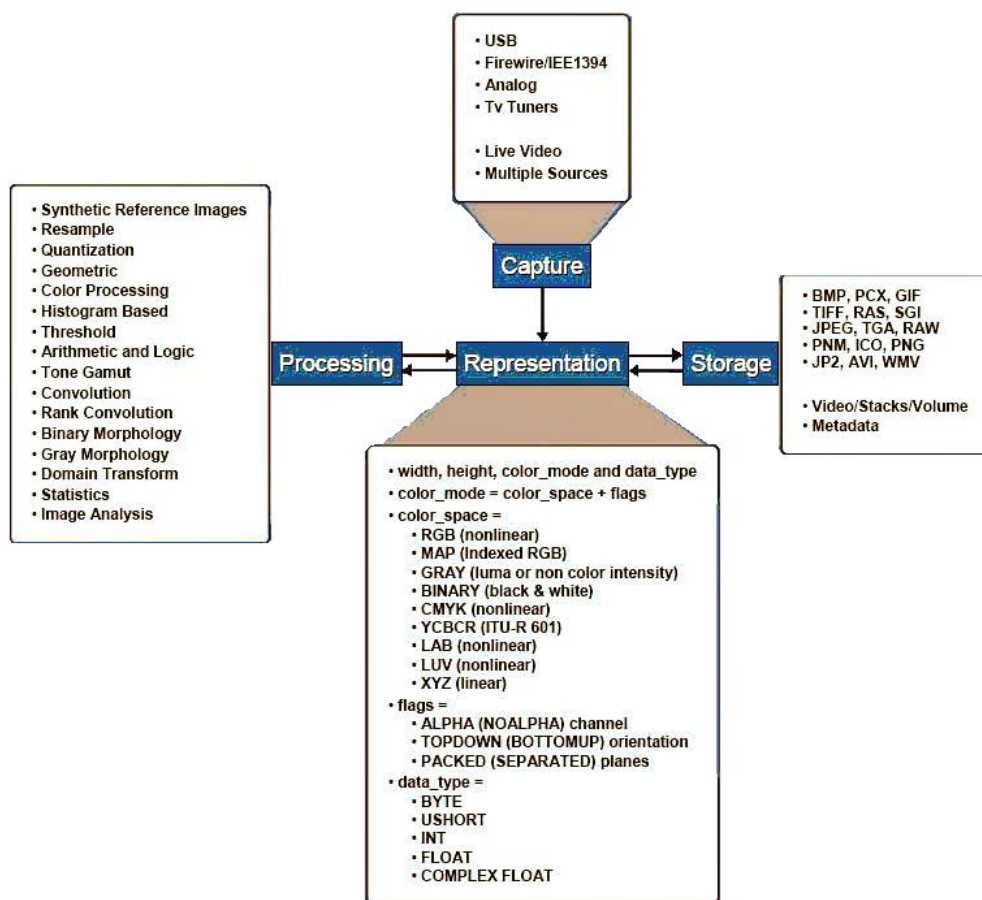 • USB
• Firewire/IEE1394
• Analog
• Tv Tuners
• Live Video
• Multiple Sources
Capture
• Synthetic Reference Images
• Resample
• Quantization
• Geometric
• Color Processing
• Histogram Based
• Threshold
• Arithmetic and Logic
• Tone Gamut
• Convolution
• Rank Convolution
• Binary Morphology
• Gray Morphology
• Domain Transform
• Statistics
• Image Analysis
Processing
Representation
Storage
• BMP, PCX, GIF
• TIFF, RAS, SGI
• JPEG, TGA, RAW
• PNM, ICO, PNG
• JP2, AVI, WMV
• Video/Stacks/Volume
• Metadata
• width, height, color_mode and data_type
• color_mode = color_space + flags
• color_space =
• RGB (nonlinear)
• MAP (Indexed RGB)
• GRAY (luma or non color intensity)
• BINARY (black & white)
• CMYK (nonlinear)
• YCBCR (ITU-R 601)
• LAB (nonlinear)
• LUV (nonlinear)
• XYZ (linear)
• flags =
• ALPHA (NOALPHA) channel
• TOPDOWN (BOTTOMUP) orientation
• PACKED (SEPARATED) planes
• data_type =
• BYTE
• USHORT
• INT
• FLOAT
• COMPLEX FLOAT